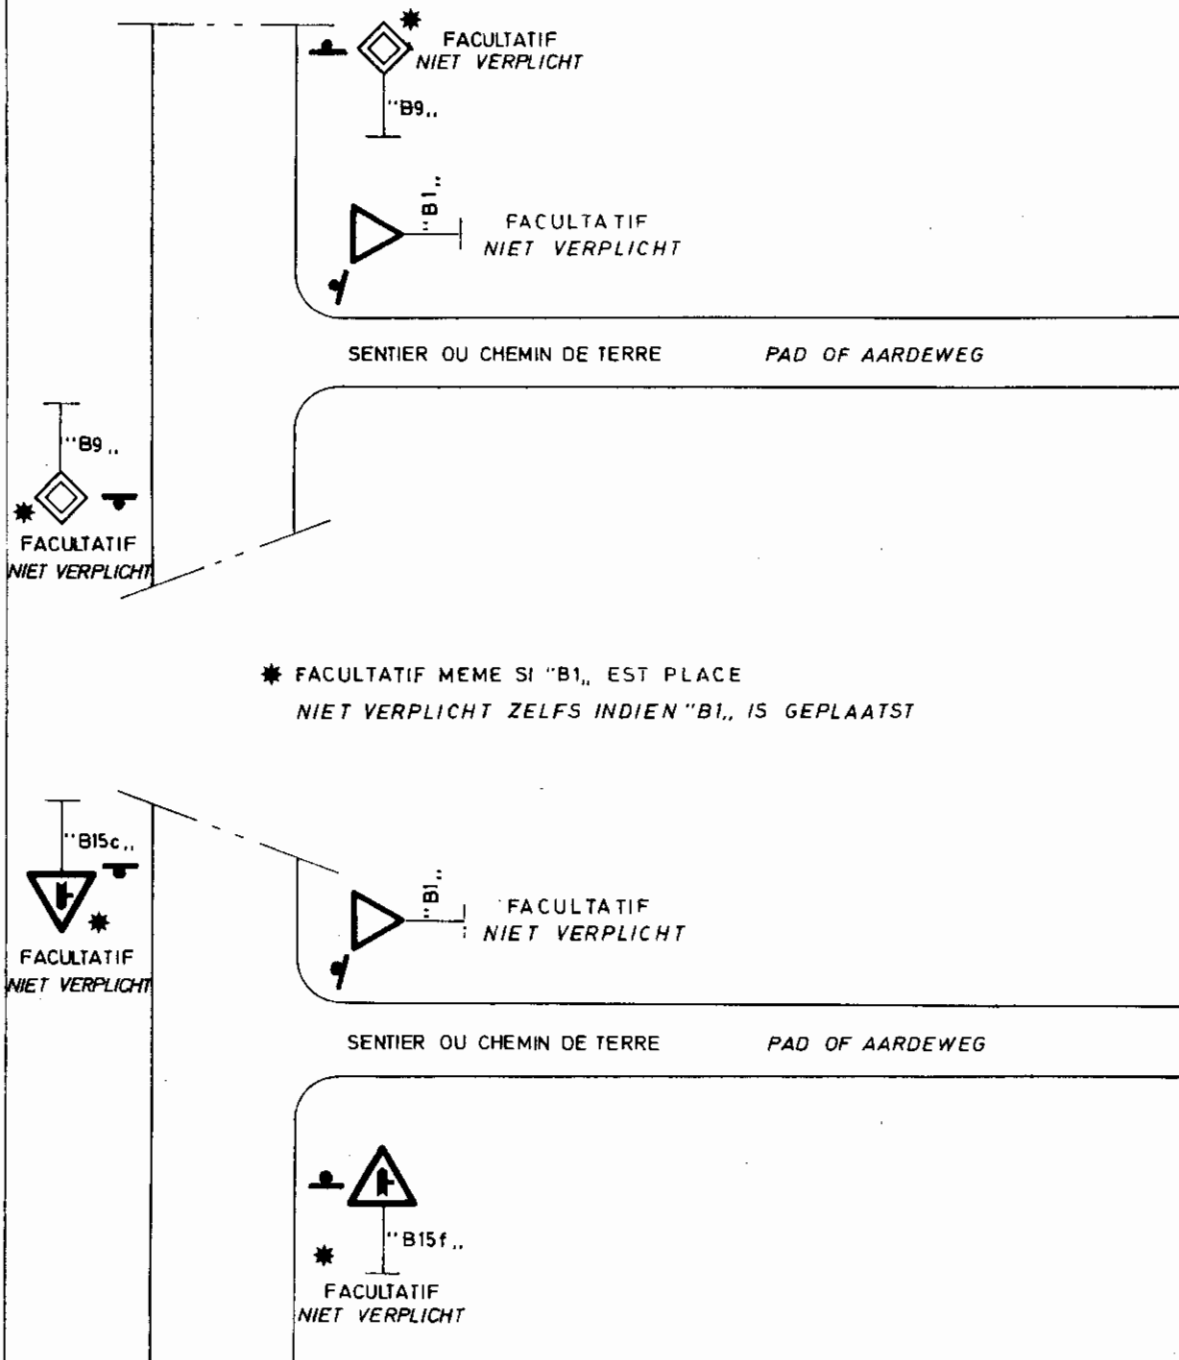 FACULTATIF
NIET VERPLICHT
"B9„
"B1„
FACULTATIF
NIET VERPLICHT
SENTIER OU CHEMIN DE TERRE PAD OF AARDEWEG
"B9„
FACULTATIF
NIET VERPLICHT
✷ FACULTATIF MEME SI "B1„ EST PLACE
NIET VERPLICHT ZELFS INDIEN "B1„ IS GEPLAATST
"B15c„
FACULTATIF
NIET VERPLICHT
"B1„
FACULTATIF
NIET VERPLICHT
SENTIER OU CHEMIN DE TERRE PAD OF AARDEWEG
"B15f„
FACULTATIF
NIET VERPLICHT